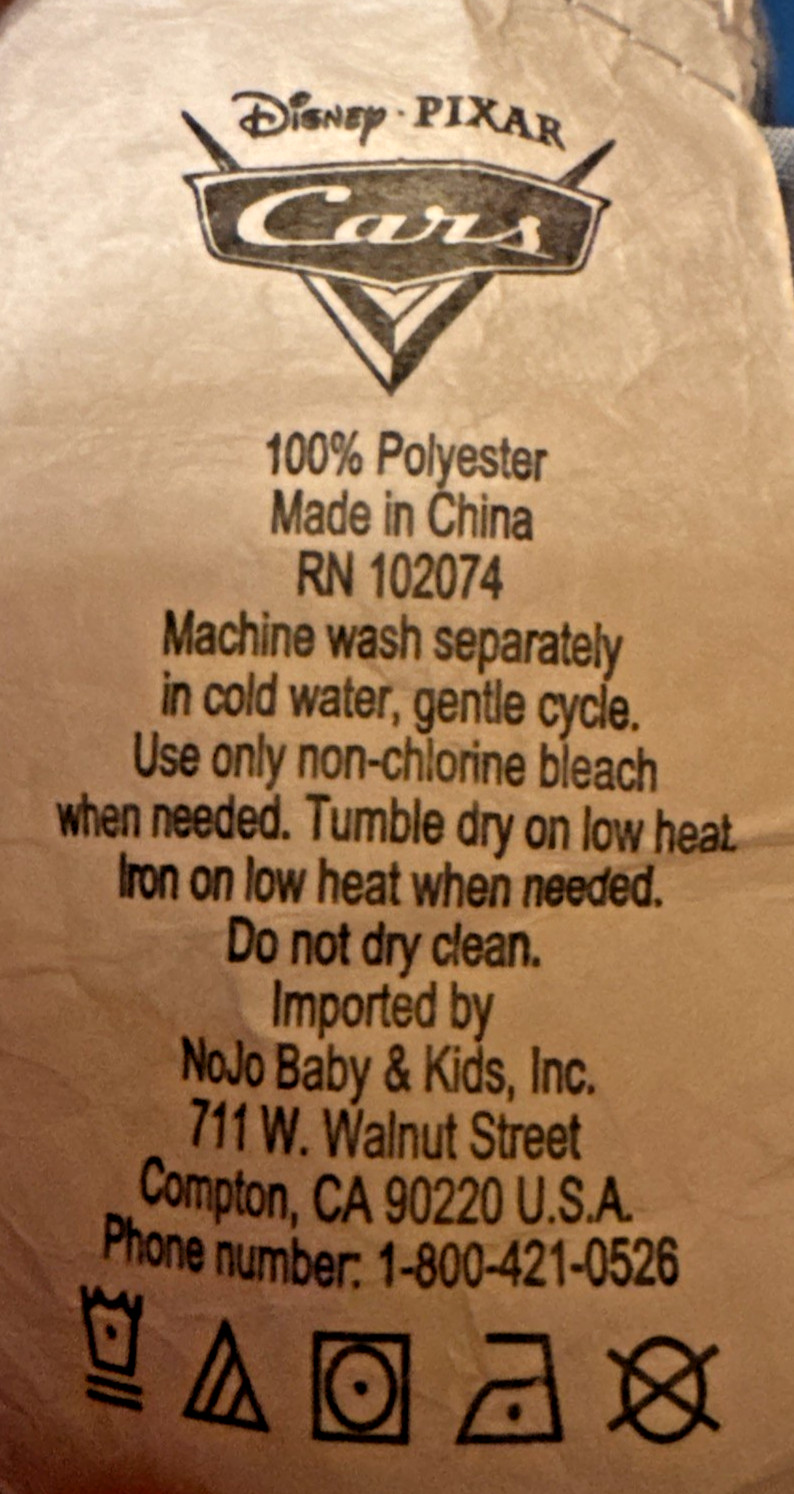 Disney · PIXAR
Cars
100% Polyester
Made in China
RN 102074
Machine wash separately
in cold water, gentle cycle.
Use only non-chlorine bleach
when needed. Tumble dry on low heat.
Iron on low heat when needed.
Do not dry clean.
Imported by
NoJo Baby & Kids, Inc.
711 W. Walnut Street
Compton, CA 90220 U.S.A.
Phone number: 1-800-421-0526